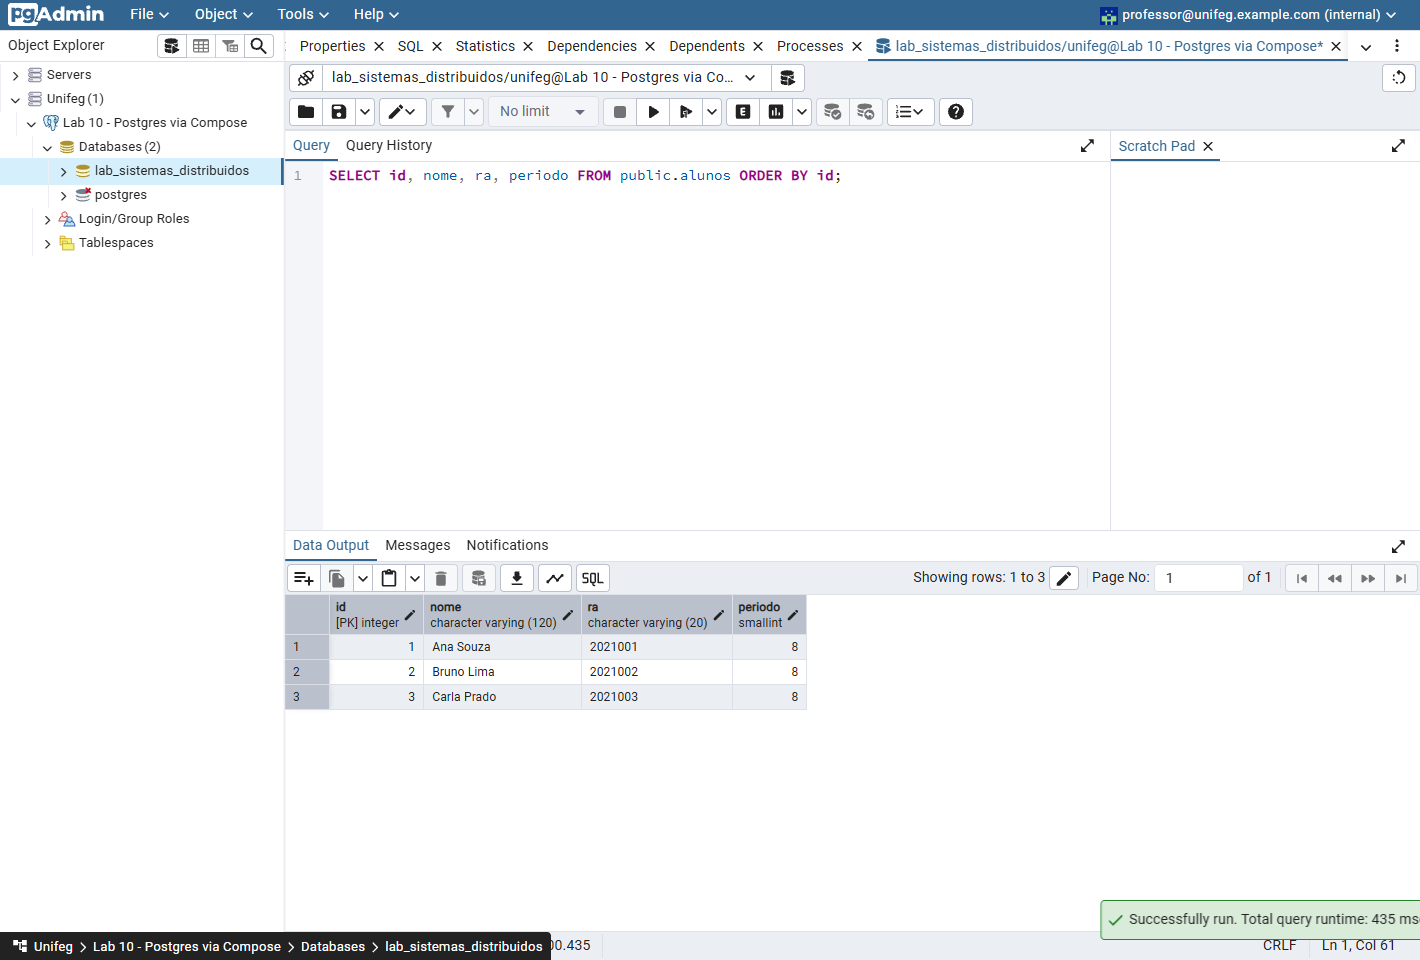 pgAdmin File Object Tools Help professor@unifeg.example.com (internal)
Object Explorer
Properties SQL Statistics Dependencies Dependents Processes lab_sistemas_distribuidos/unifeg@Lab 10 - Postgres via Compose*
Servers
Unifeg (1)
Lab 10 - Postgres via Compose
Databases (2)
lab_sistemas_distribuidos
postgres
Login/Group Roles
Tablespaces
lab_sistemas_distribuidos/unifeg@Lab 10 - Postgres via Co...
No limit
E
Query Query History
Scratch Pad
1 SELECT id, nome, ra, periodo FROM public.alunos ORDER BY id;
Data Output Messages Notifications
SQL Showing rows: 1 to 3 Page No: 1 of 1
id nome ra periodo
[PK] integer character varying (120) character varying (20) smallint
1 1 Ana Souza 2021001 8
2 2 Bruno Lima 2021002 8
3 3 Carla Prado 2021003 8
Successfully run. Total query runtime: 435 mse
Unifeg Lab 10 - Postgres via Compose Databases lab_sistemas_distribuidos 00.435 CRLF Ln 1, Col 61